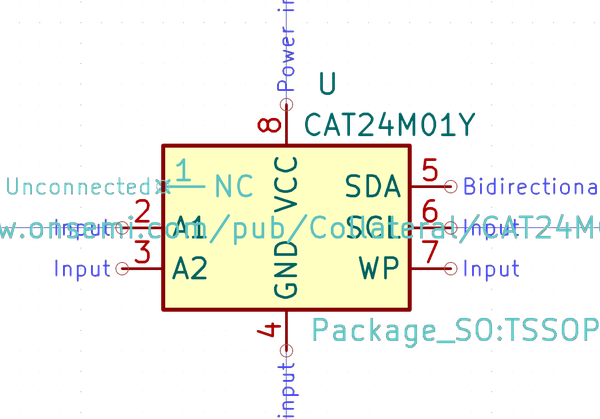 Power in
U
8
CAT24M01Y
Unconnected
1
NC
VCC
SDA
5
Bidirectiona
Input
2
A1
SCL
6
Input
w.onsemi.com/pub/Collateral/CAT24M
Input
3
A2
GND
WP
7
Input
4
Package_SO:TSSOP
input